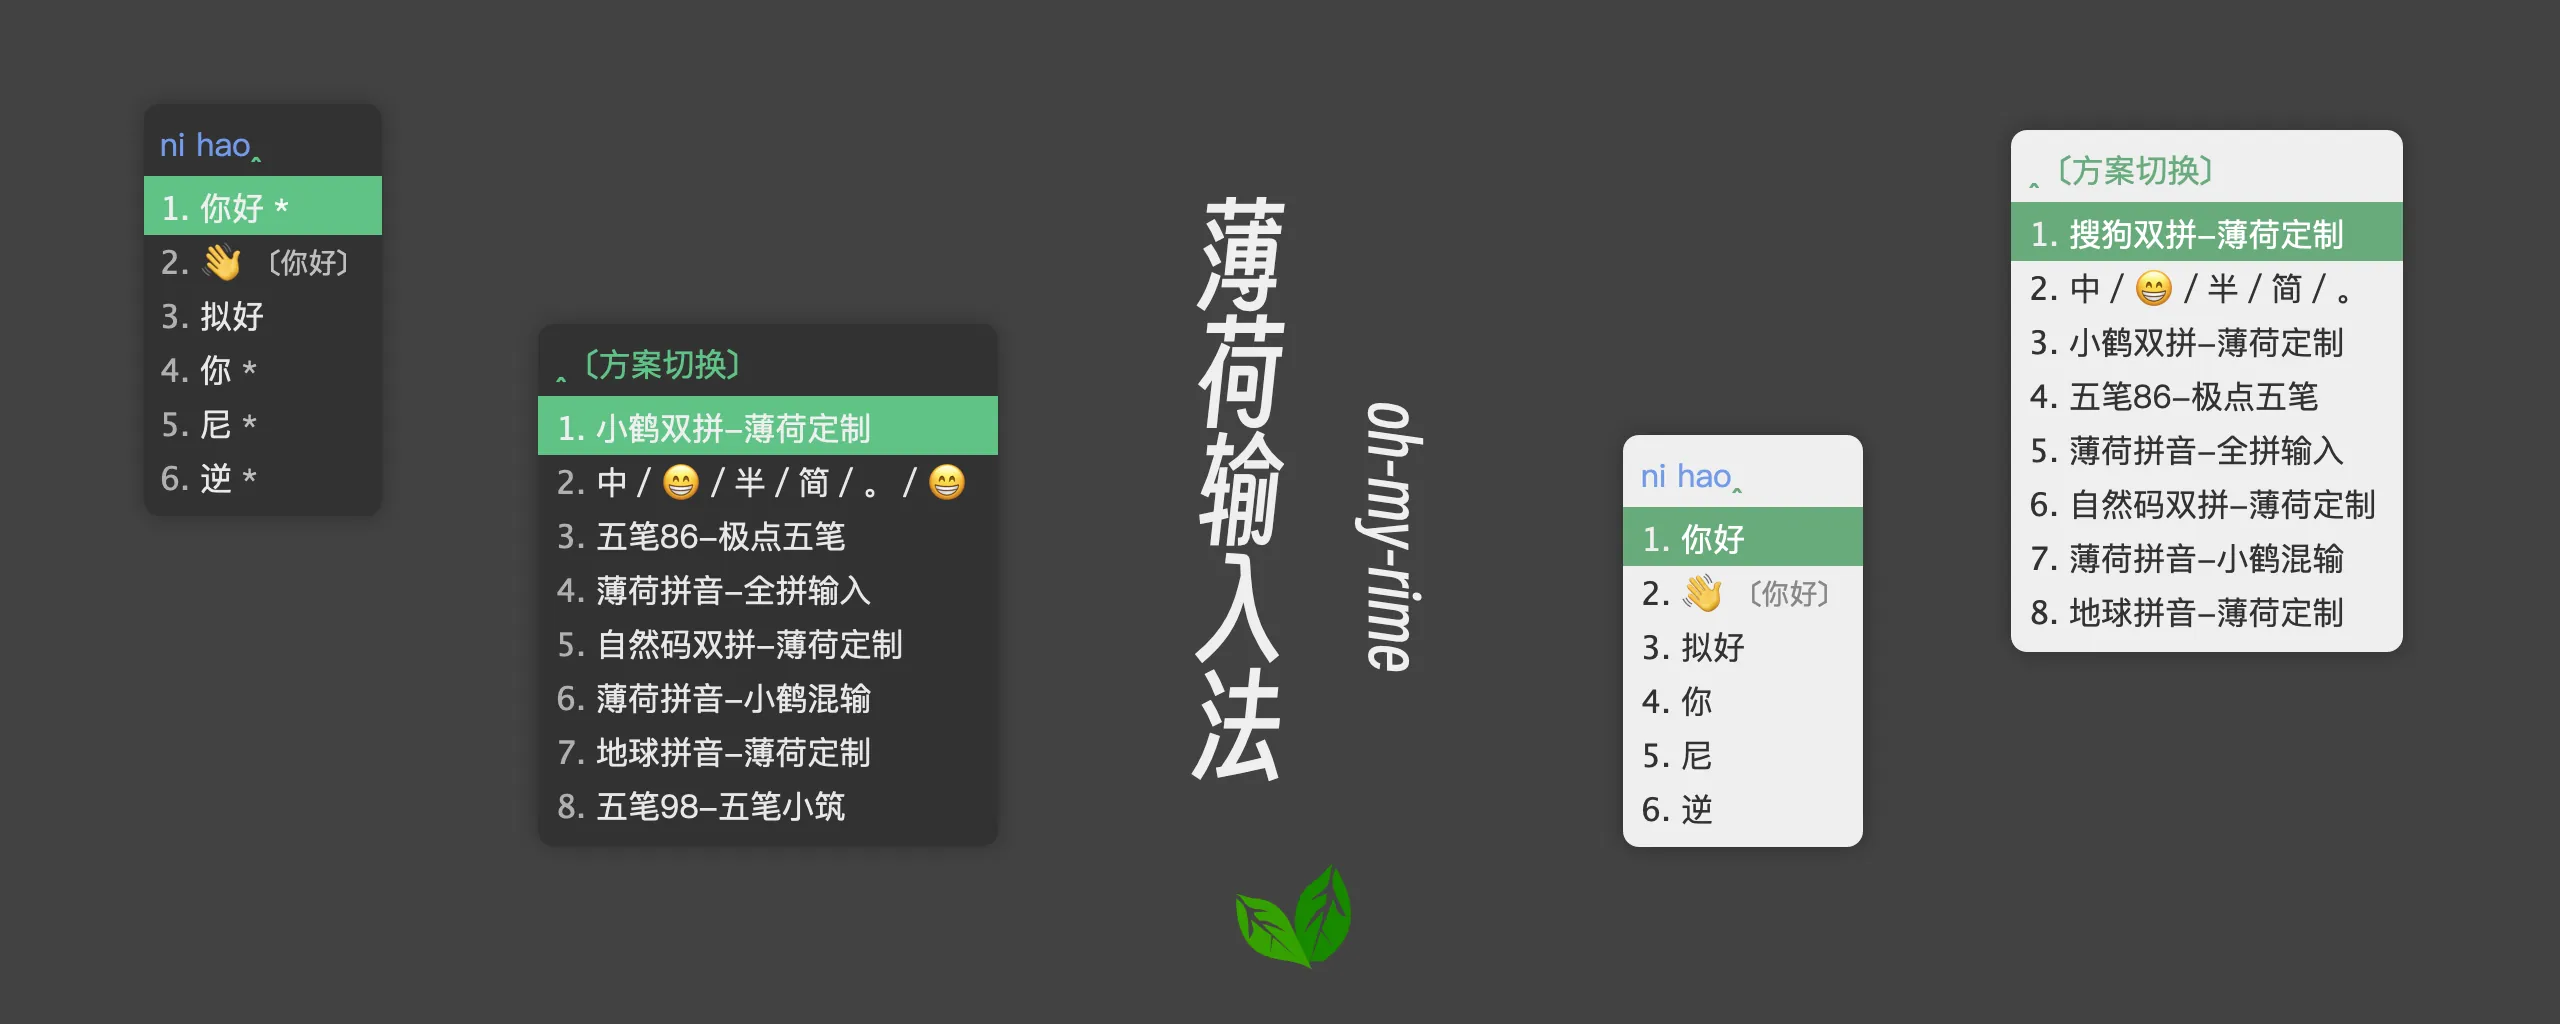 ni hao‸
1. 你好 *
2. 👋 〔你好〕
3. 拟好
4. 你 *
5. 尼 *
6. 逆 *
‸〔方案切换〕
1. 小鹤双拼–薄荷定制
2. 中 / 😁 / 半 / 简 / 。 / 😁
3. 五笔86–极点五笔
4. 薄荷拼音–全拼输入
5. 自然码双拼–薄荷定制
6. 薄荷拼音–小鹤混输
7. 地球拼音–薄荷定制
8. 五笔98–五笔小筑
薄荷输入法
oh-my-rime
ni hao‸
1. 你好
2. 👋 〔你好〕
3. 拟好
4. 你
5. 尼
6. 逆
‸〔方案切换〕
1. 搜狗双拼–薄荷定制
2. 中 / 😁 / 半 / 简 / 。
3. 小鹤双拼–薄荷定制
4. 五笔86–极点五笔
5. 薄荷拼音–全拼输入
6. 自然码双拼–薄荷定制
7. 薄荷拼音–小鹤混输
8. 地球拼音–薄荷定制